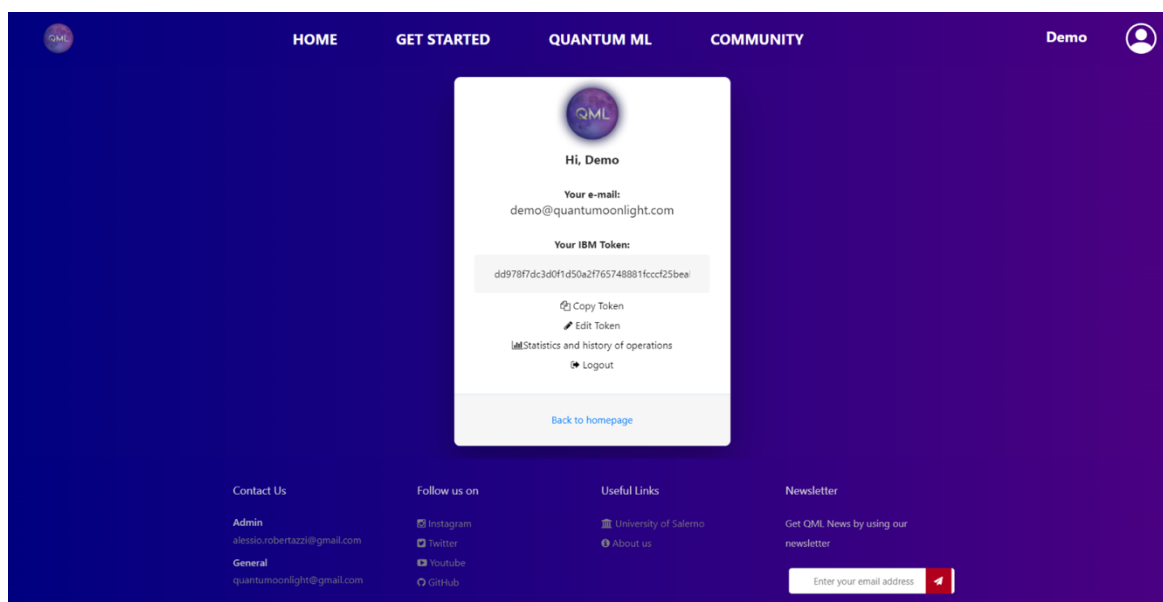 QML
HOME
GET STARTED
QUANTUM ML
COMMUNITY
Demo
QML
Hi, Demo
Your e-mail:
demo@quantumoonlight.com
Your IBM Token:
dd978f7dc3d0f1d50a2f765748881fcccf25bea
Copy Token
Edit Token
Statistics and history of operations
Logout
Back to homepage
Contact Us
Admin
alessio.robertazzi@gmail.com
General
quantumoonlight@gmail.com
Follow us on
Instagram
Twitter
Youtube
GitHub
Useful Links
University of Salerno
About us
Newsletter
Get QML News by using our
newsletter
Enter your email address